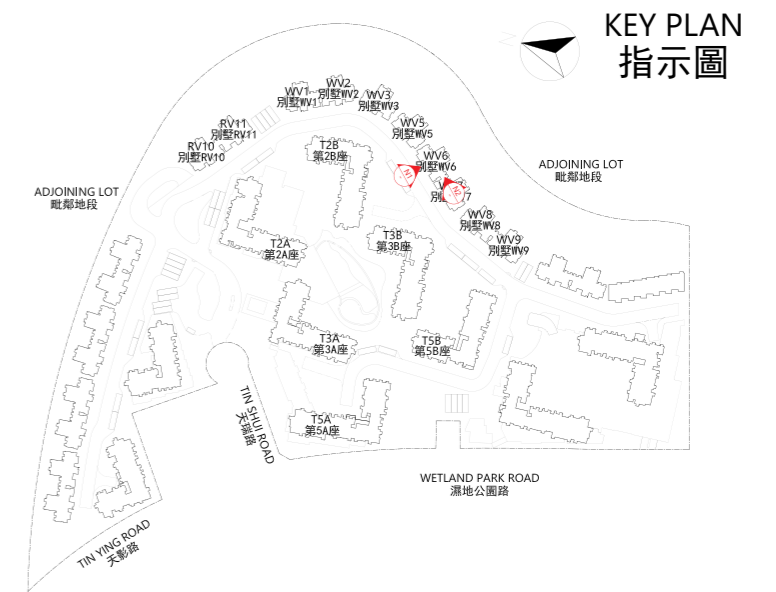 KEY PLAN
指示圖
N
WV1
別墅WV1
WV2
別墅WV2
WV3
別墅WV3
WV5
別墅WV5
RV11
別墅RV11
RV10
別墅RV10
T2B
第2B座
WV6
別墅WV6
ADJOINING LOT
毗鄰地段
ADJOINING LOT
毗鄰地段
N1
N2
WV8
別墅WV8
WV9
別墅WV9
T2A
第2A座
T3B
第3B座
T3A
第3A座
T5B
第5B座
T5A
第5A座
TIN SHUI ROAD
天瑞路
WETLAND PARK ROAD
濕地公園路
TIN YING ROAD
天影路